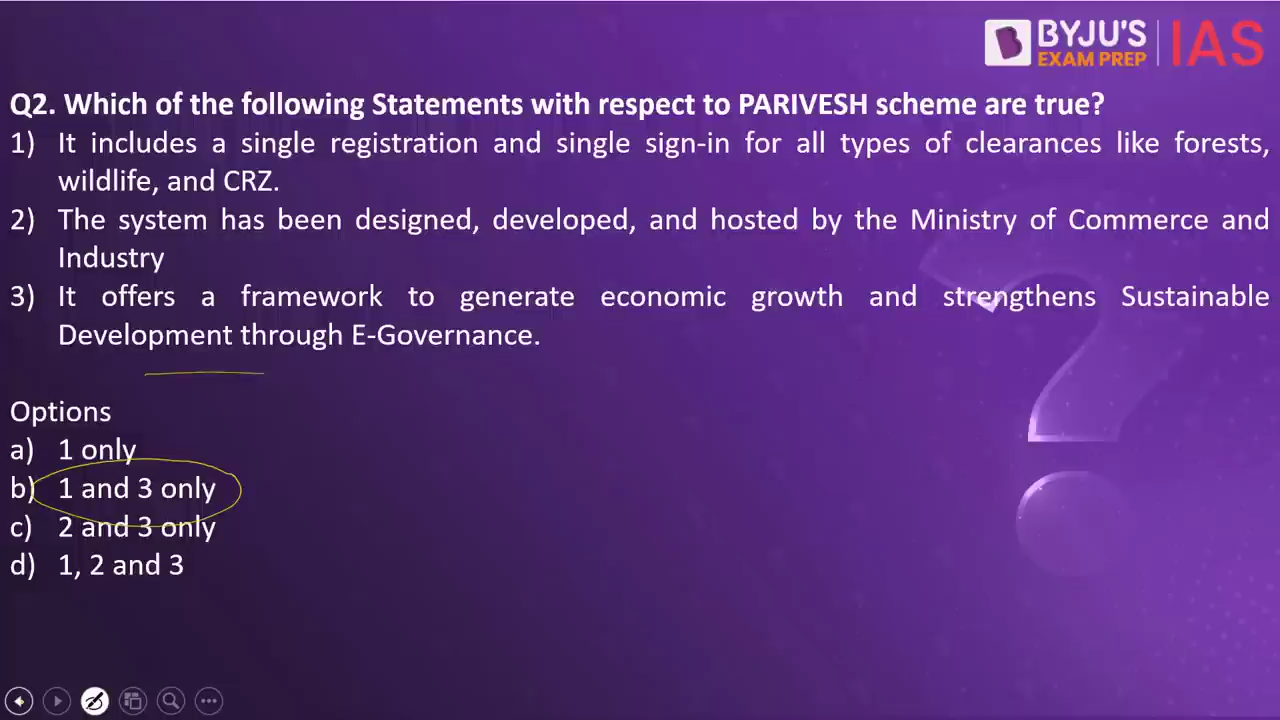 BYJU'S IAS
EXAM PREP
Q2. Which of the following Statements with respect to PARIVESH scheme are true?
1) It includes a single registration and single sign-in for all types of clearances like forests,
wildlife, and CRZ.
2) The system has been designed, developed, and hosted by the Ministry of Commerce and
Industry
3) It offers a framework to generate economic growth and strengthens Sustainable
Development through E-Governance.
Options
a) 1 only
b) 1 and 3 only
c) 2 and 3 only
d) 1, 2 and 3